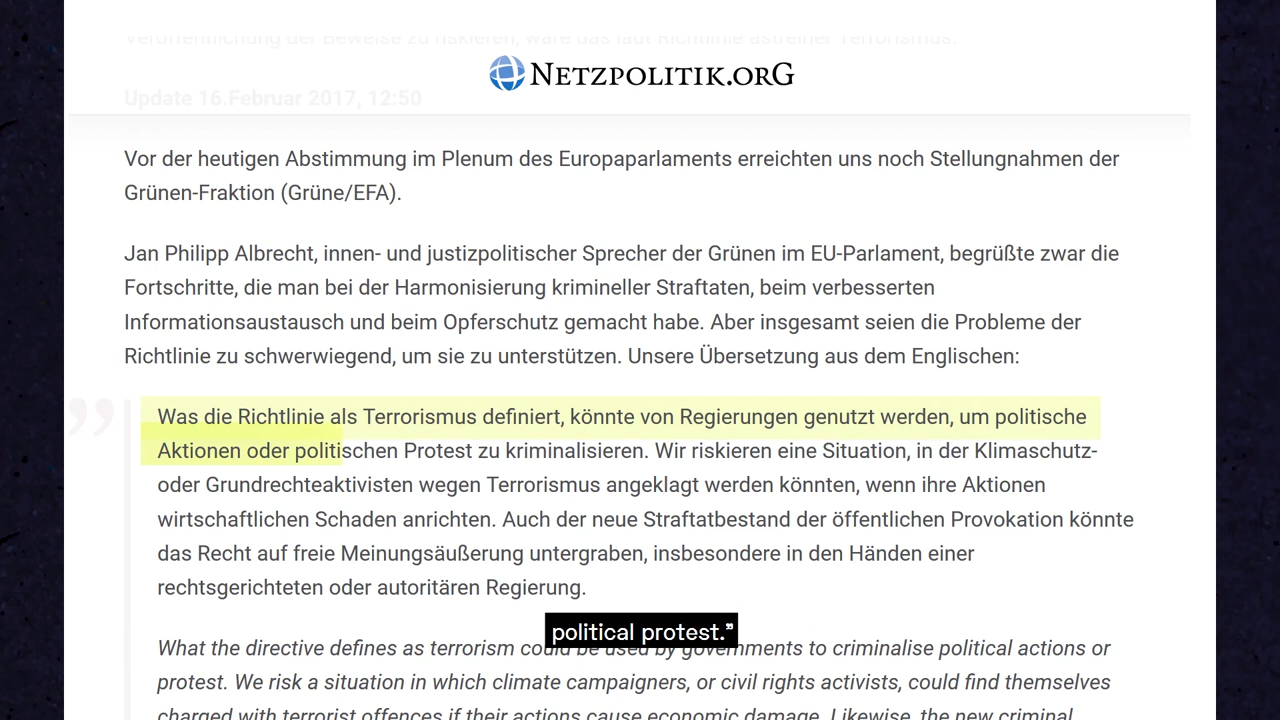 Veröffentlichung der Beweise zu riskieren, wäre das laut Richtlinie astreiner Terrorismus.
NETZPOLITIK.ORG
Update 16.Februar 2017, 12:50
Vor der heutigen Abstimmung im Plenum des Europaparlaments erreichten uns noch Stellungnahmen der
Grünen-Fraktion (Grüne/EFA).
Jan Philipp Albrecht, innen- und justizpolitischer Sprecher der Grünen im EU-Parlament, begrüßte zwar die
Fortschritte, die man bei der Harmonisierung krimineller Straftaten, beim verbesserten
Informationsaustausch und beim Opferschutz gemacht habe. Aber insgesamt seien die Probleme der
Richtlinie zu schwerwiegend, um sie zu unterstützen. Unsere Übersetzung aus dem Englischen:
Was die Richtlinie als Terrorismus definiert, könnte von Regierungen genutzt werden, um politische
Aktionen oder politischen Protest zu kriminalisieren. Wir riskieren eine Situation, in der Klimaschutz-
oder Grundrechteaktivisten wegen Terrorismus angeklagt werden könnten, wenn ihre Aktionen
wirtschaftlichen Schaden anrichten. Auch der neue Straftatbestand der öffentlichen Provokation könnte
das Recht auf freie Meinungsäußerung untergraben, insbesondere in den Händen einer
rechtsgerichteten oder autoritären Regierung.
political protest.”
What the directive defines as terrorism could be used by governments to criminalise political actions or
protest. We risk a situation in which climate campaigners, or civil rights activists, could find themselves
charged with terrorist offences if their actions cause economic damage. Likewise, the new criminal